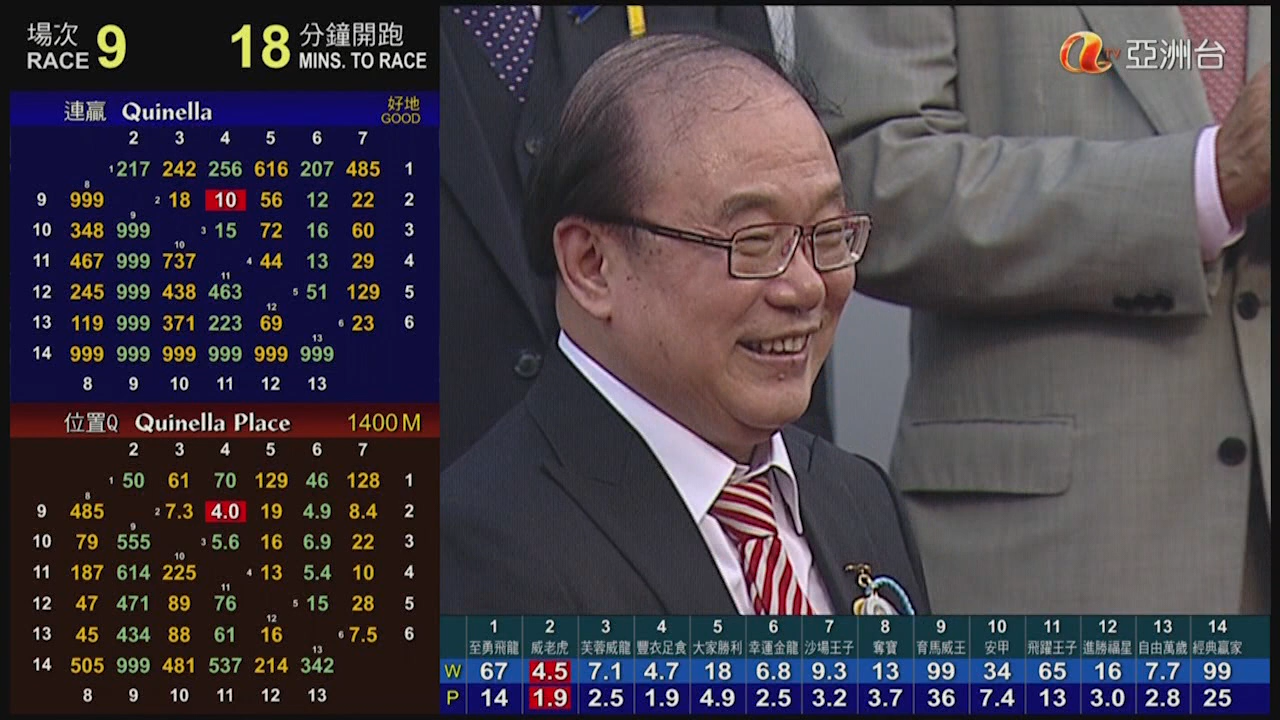 場次 RACE 9 18 分鐘開跑 MINS. TO RACE
連贏 Quinella 好地 GOOD
2 3 4 5 6 7
1 217 242 256 616 207 485 1
8
9 999 2 18 10 56 12 22 2
9
10 348 999 3 15 72 16 60 3
10
11 467 999 737 4 44 13 29 4
11
12 245 999 438 463 5 51 129 5
12
13 119 999 371 223 69 6 23 6
13
14 999 999 999 999 999 999
8 9 10 11 12 13
位置Q Quinella Place 1400M
2 3 4 5 6 7
1 50 61 70 129 46 128 1
8
9 485 2 7.3 4.0 19 4.9 8.4 2
9
10 79 555 3 5.6 16 6.9 22 3
10
11 187 614 225 4 13 5.4 10 4
11
12 47 471 89 76 5 15 28 5
12
13 45 434 88 61 16 6 7.5 6
13
14 505 999 481 537 214 342
8 9 10 11 12 13
TV 亞洲台
1 2 3 4 5 6 7 8 9 10 11 12 13 14
至勇飛龍 威老虎 芙蓉威龍 豐衣足食 大家勝利 幸運金龍 沙場王子 奪寶 育馬威王 安甲 飛躍王子 進勝福星 自由萬歲 經典贏家
W 67 4.5 7.1 4.7 18 6.8 9.3 13 99 34 65 16 7.7 99
P 14 1.9 2.5 1.9 4.9 2.5 3.2 3.7 36 7.4 13 3.0 2.8 25